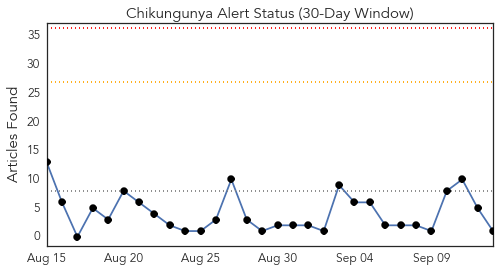 Chikungunya Alert Status (30-Day Window)
Articles Found
35
30
25
20
15
10
5
0
Aug 15 Aug 20 Aug 25 Aug 30 Sep 04 Sep 09